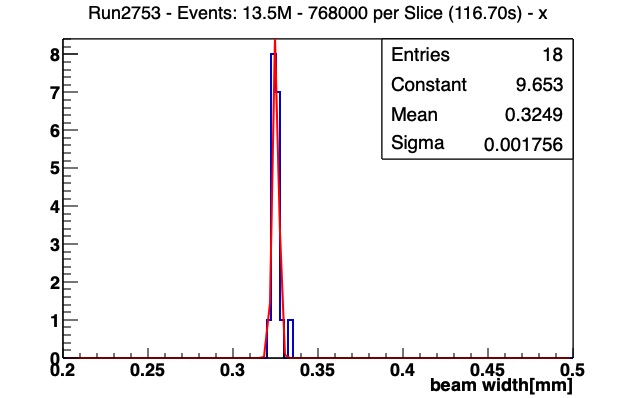 Run2753 - Events: 13.5M - 768000 per Slice (116.70s) - x
Entries 18
Constant 9.653
Mean 0.3249
Sigma 0.001756
8
7
6
5
4
3
2
1
0
0.2 0.25 0.3 0.35 0.4 0.45 0.5
beam width[mm]